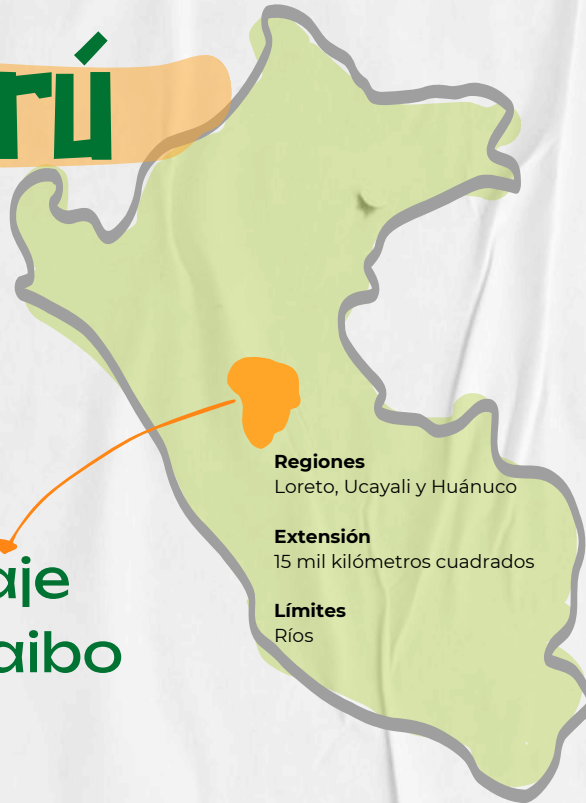 rú
Regiones
Loreto, Ucayali y Huánuco
Extensión
15 mil kilómetros cuadrados
Límites
Ríos
aje
aibo